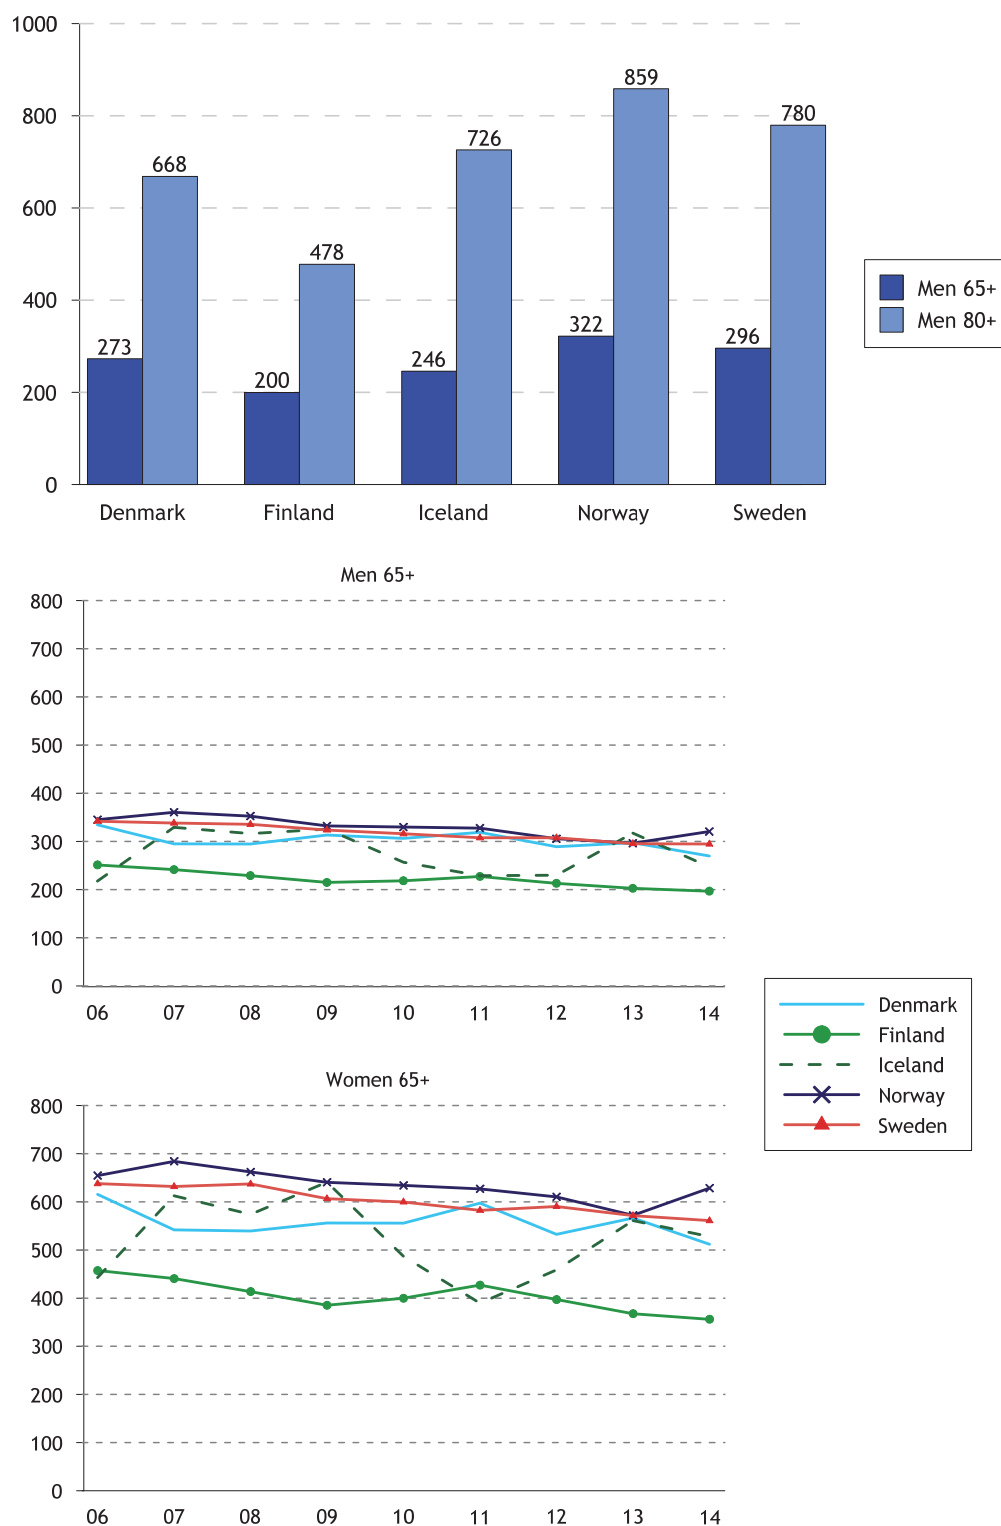 1000
800
600
400
200
0
273 668 200 478 246 726 322 859 296 780
Denmark Finland Iceland Norway Sweden
Men 65+
Men 80+
Men 65+
800
700
600
500
400
300
200
100
0
06 07 08 09 10 11 12 13 14
Denmark
Finland
Iceland
Norway
Sweden
Women 65+
800
700
600
500
400
300
200
100
0
06 07 08 09 10 11 12 13 14